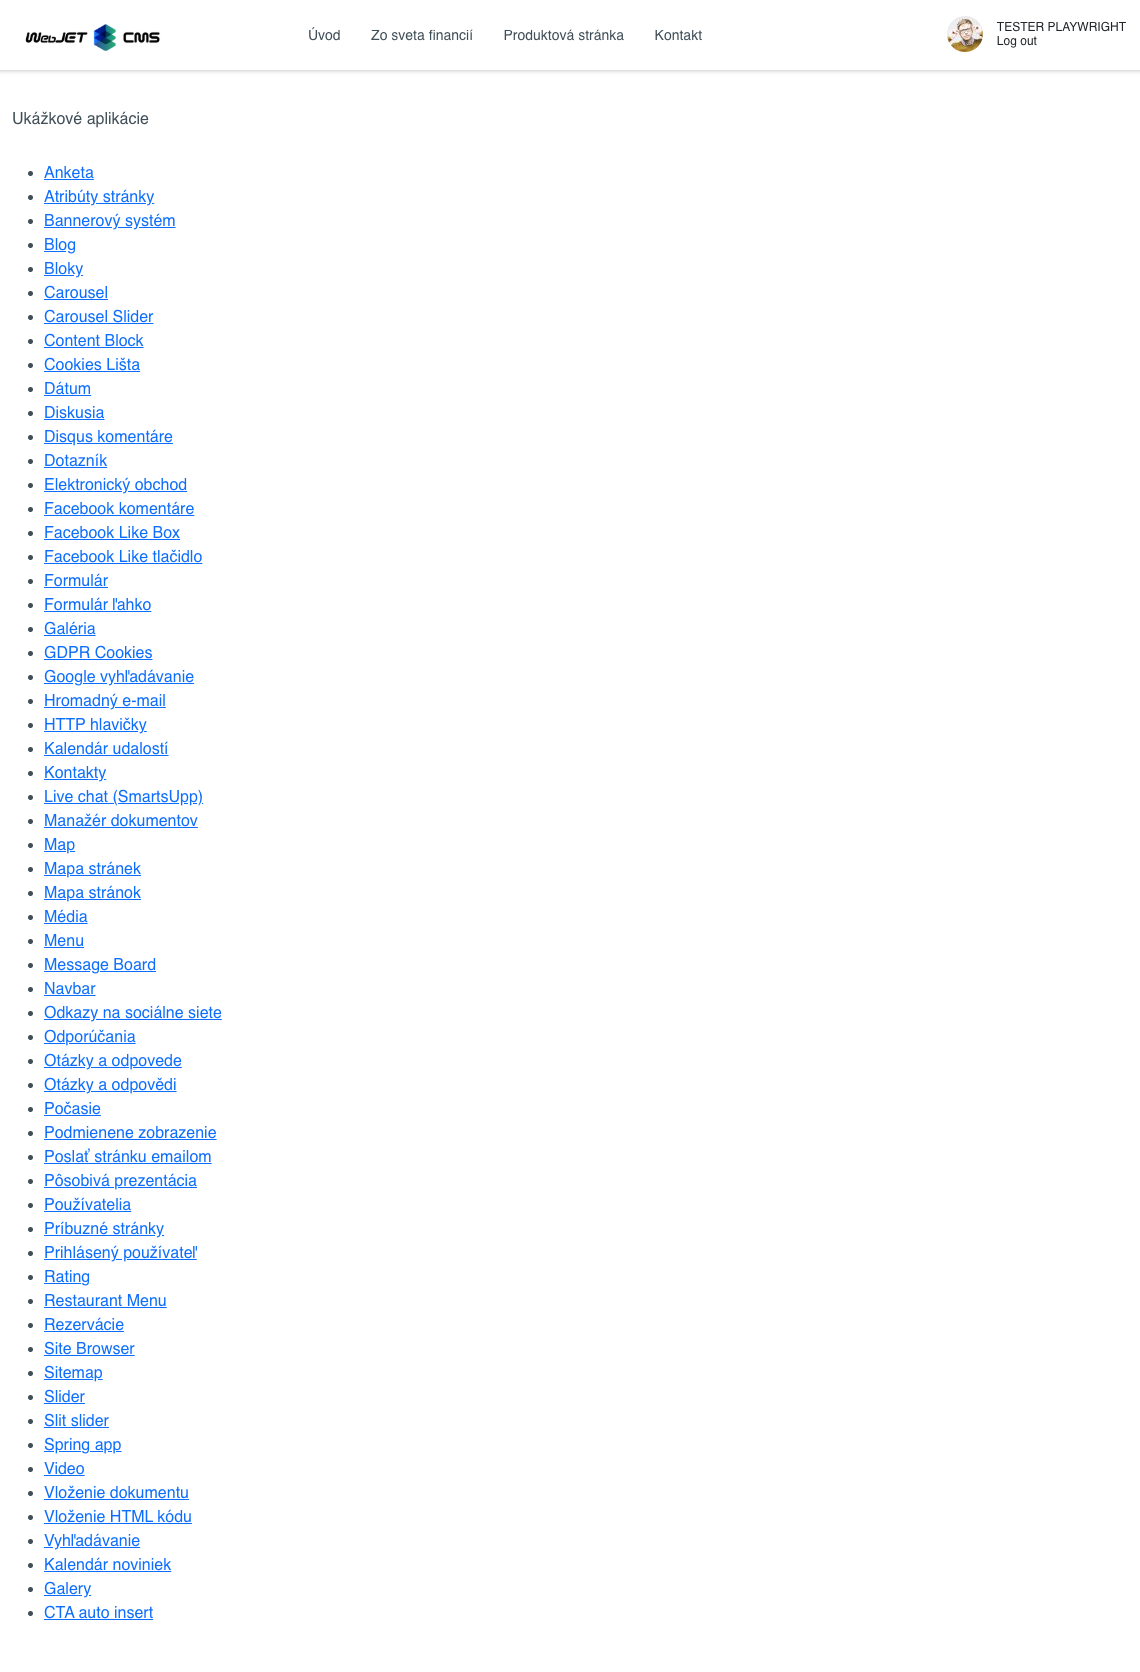 WebJET CMS
Úvod
Zo sveta financií
Produktová stránka
Kontakt
TESTER PLAYWRIGHT
Log out
Ukážkové aplikácie
Anketa
Atribúty stránky
Bannerový systém
Blog
Bloky
Carousel
Carousel Slider
Content Block
Cookies Lišta
Dátum
Diskusia
Disqus komentáre
Dotazník
Elektronický obchod
Facebook komentáre
Facebook Like Box
Facebook Like tlačidlo
Formulár
Formulár ľahko
Galéria
GDPR Cookies
Google vyhľadávanie
Hromadný e-mail
HTTP hlavičky
Kalendár udalostí
Kontakty
Live chat (SmartsUpp)
Manažér dokumentov
Map
Mapa stránek
Mapa stránok
Média
Menu
Message Board
Navbar
Odkazy na sociálne siete
Odporúčania
Otázky a odpovede
Otázky a odpovědi
Počasie
Podmienene zobrazenie
Poslať stránku emailom
Pôsobivá prezentácia
Používatelia
Príbuzné stránky
Prihlásený používateľ
Rating
Restaurant Menu
Rezervácie
Site Browser
Sitemap
Slider
Slit slider
Spring app
Video
Vloženie dokumentu
Vloženie HTML kódu
Vyhľadávanie
Kalendár noviniek
Galery
CTA auto insert